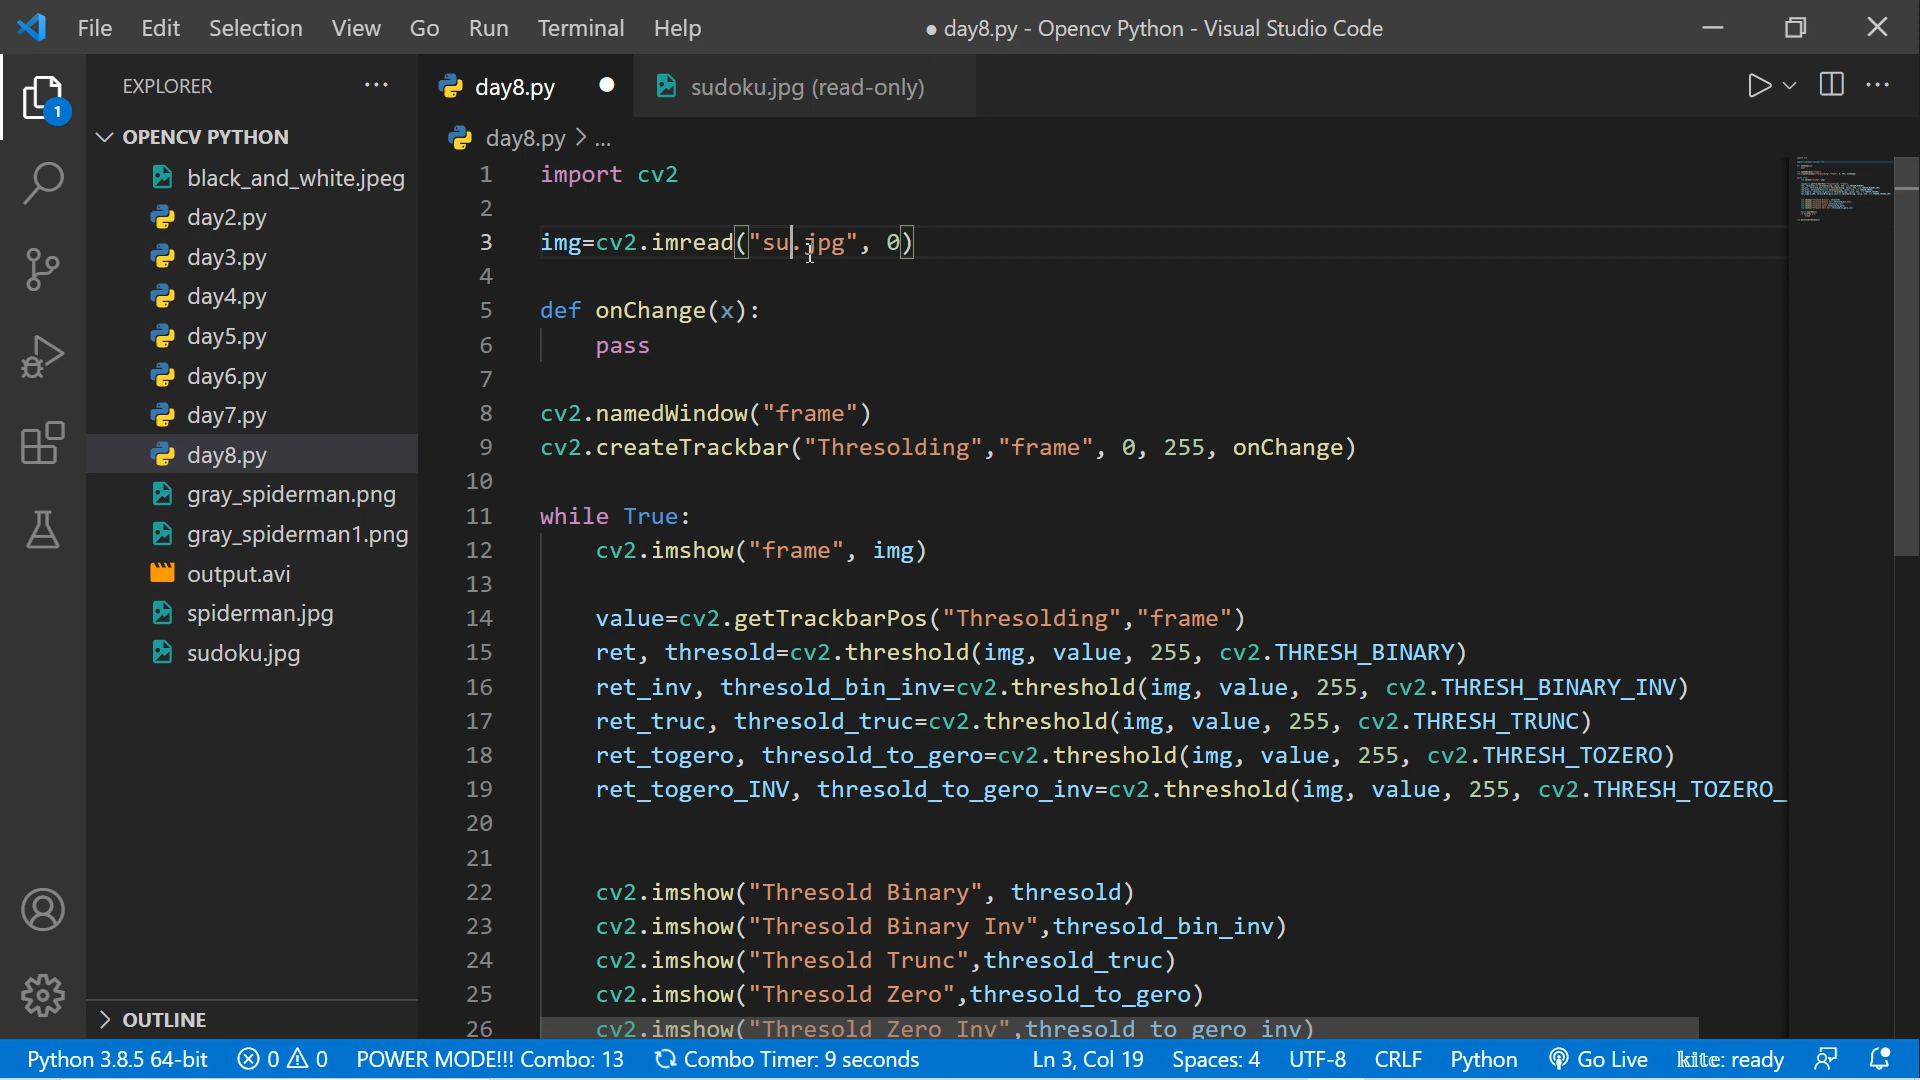 File Edit Selection View Go Run Terminal Help
● day8.py - Opencv Python - Visual Studio Code
EXPLORER
1
OPENCV PYTHON
black_and_white.jpeg
day2.py
day3.py
day4.py
day5.py
day6.py
day7.py
day8.py
gray_spiderman.png
gray_spiderman1.png
output.avi
spiderman.jpg
sudoku.jpg
OUTLINE
day8.py
sudoku.jpg (read-only)
day8.py > ...
1 import cv2
2
3 img=cv2.imread("su.jpg", 0)
4
5 def onChange(x):
6 pass
7
8 cv2.namedWindow("frame")
9 cv2.createTrackbar("Thresolding","frame", 0, 255, onChange)
10
11 while True:
12 cv2.imshow("frame", img)
13
14 value=cv2.getTrackbarPos("Thresolding","frame")
15 ret, thresold=cv2.threshold(img, value, 255, cv2.THRESH_BINARY)
16 ret_inv, thresold_bin_inv=cv2.threshold(img, value, 255, cv2.THRESH_BINARY_INV)
17 ret_truc, thresold_truc=cv2.threshold(img, value, 255, cv2.THRESH_TRUNC)
18 ret_togero, thresold_to_gero=cv2.threshold(img, value, 255, cv2.THRESH_TOZERO)
19 ret_togero_INV, thresold_to_gero_inv=cv2.threshold(img, value, 255, cv2.THRESH_TOZERO_
20
21
22 cv2.imshow("Thresold Binary", thresold)
23 cv2.imshow("Thresold Binary Inv",thresold_bin_inv)
24 cv2.imshow("Thresold Trunc",thresold_truc)
25 cv2.imshow("Thresold Zero",thresold_to_gero)
26 cv2.imshow("Thresold Zero Inv",thresold_to_gero_inv)
Python 3.8.5 64-bit 0 0 POWER MODE!!! Combo: 13 Combo Timer: 9 seconds Ln 3, Col 19 Spaces: 4 UTF-8 CRLF Python Go Live kite: ready